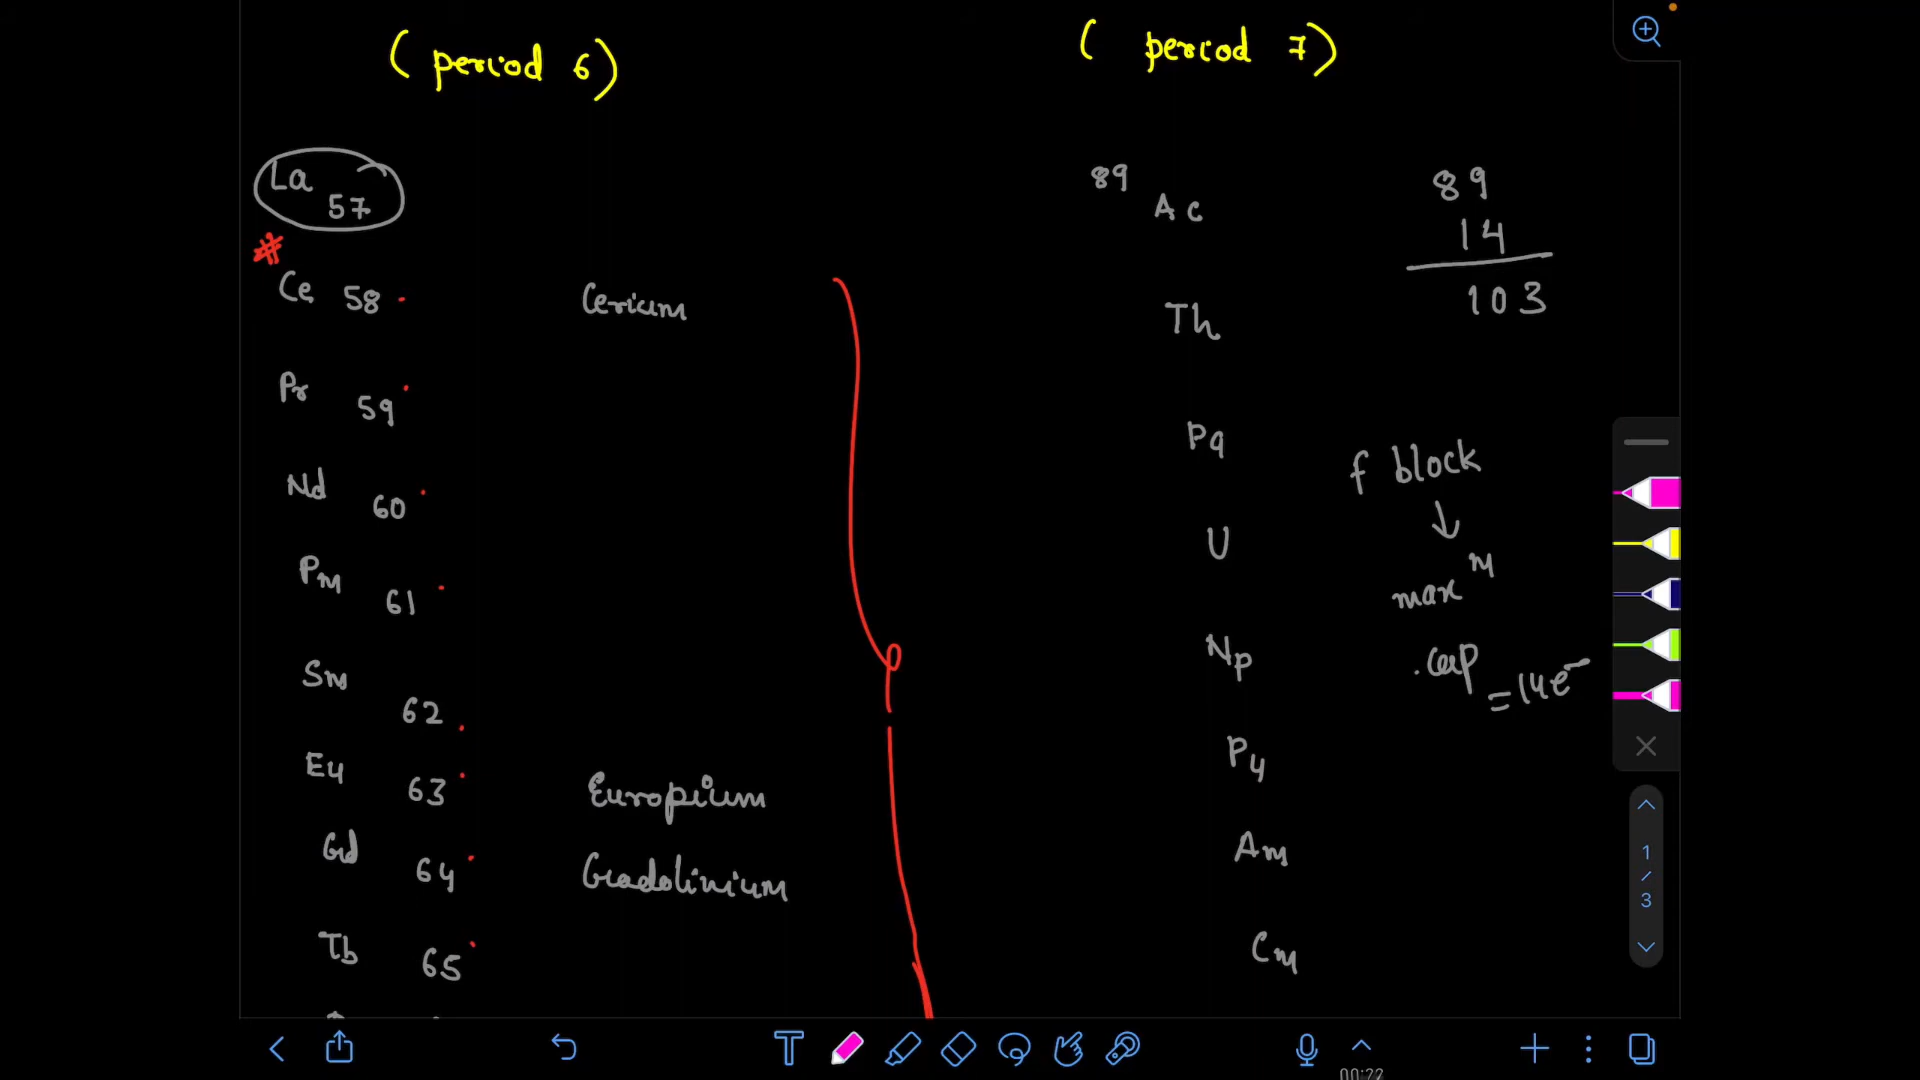 (period 6)
(period 7)
La 57
89 Ac
89
14
103
Ce 58 Cerium
Th
Pr 59
Pa
f block
Nd 60
U
max m
Pm 61
Np
.cap = 14e-
Sm 62
Pu
Eu 63 Europium
Am
Gd 64 Gradolinium
Cm
Tb 65
1
/
3
T
00:22